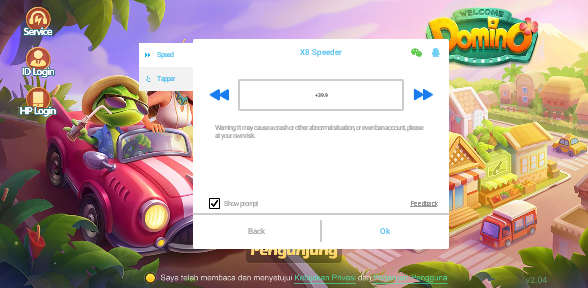 Service
ID Login
HP Login
WELCOME
DOMINO
Speed
Tapper
X8 Speeder
+39.9
Warning: It may cause a crash or other abnormal situation, or even ban account, please
at your own risk.
Show prompt
Feedback
Back
Ok
Pengunjung
Saya telah membaca dan menyetujui Kebijakan Privasi dan Pengguna
v2.04